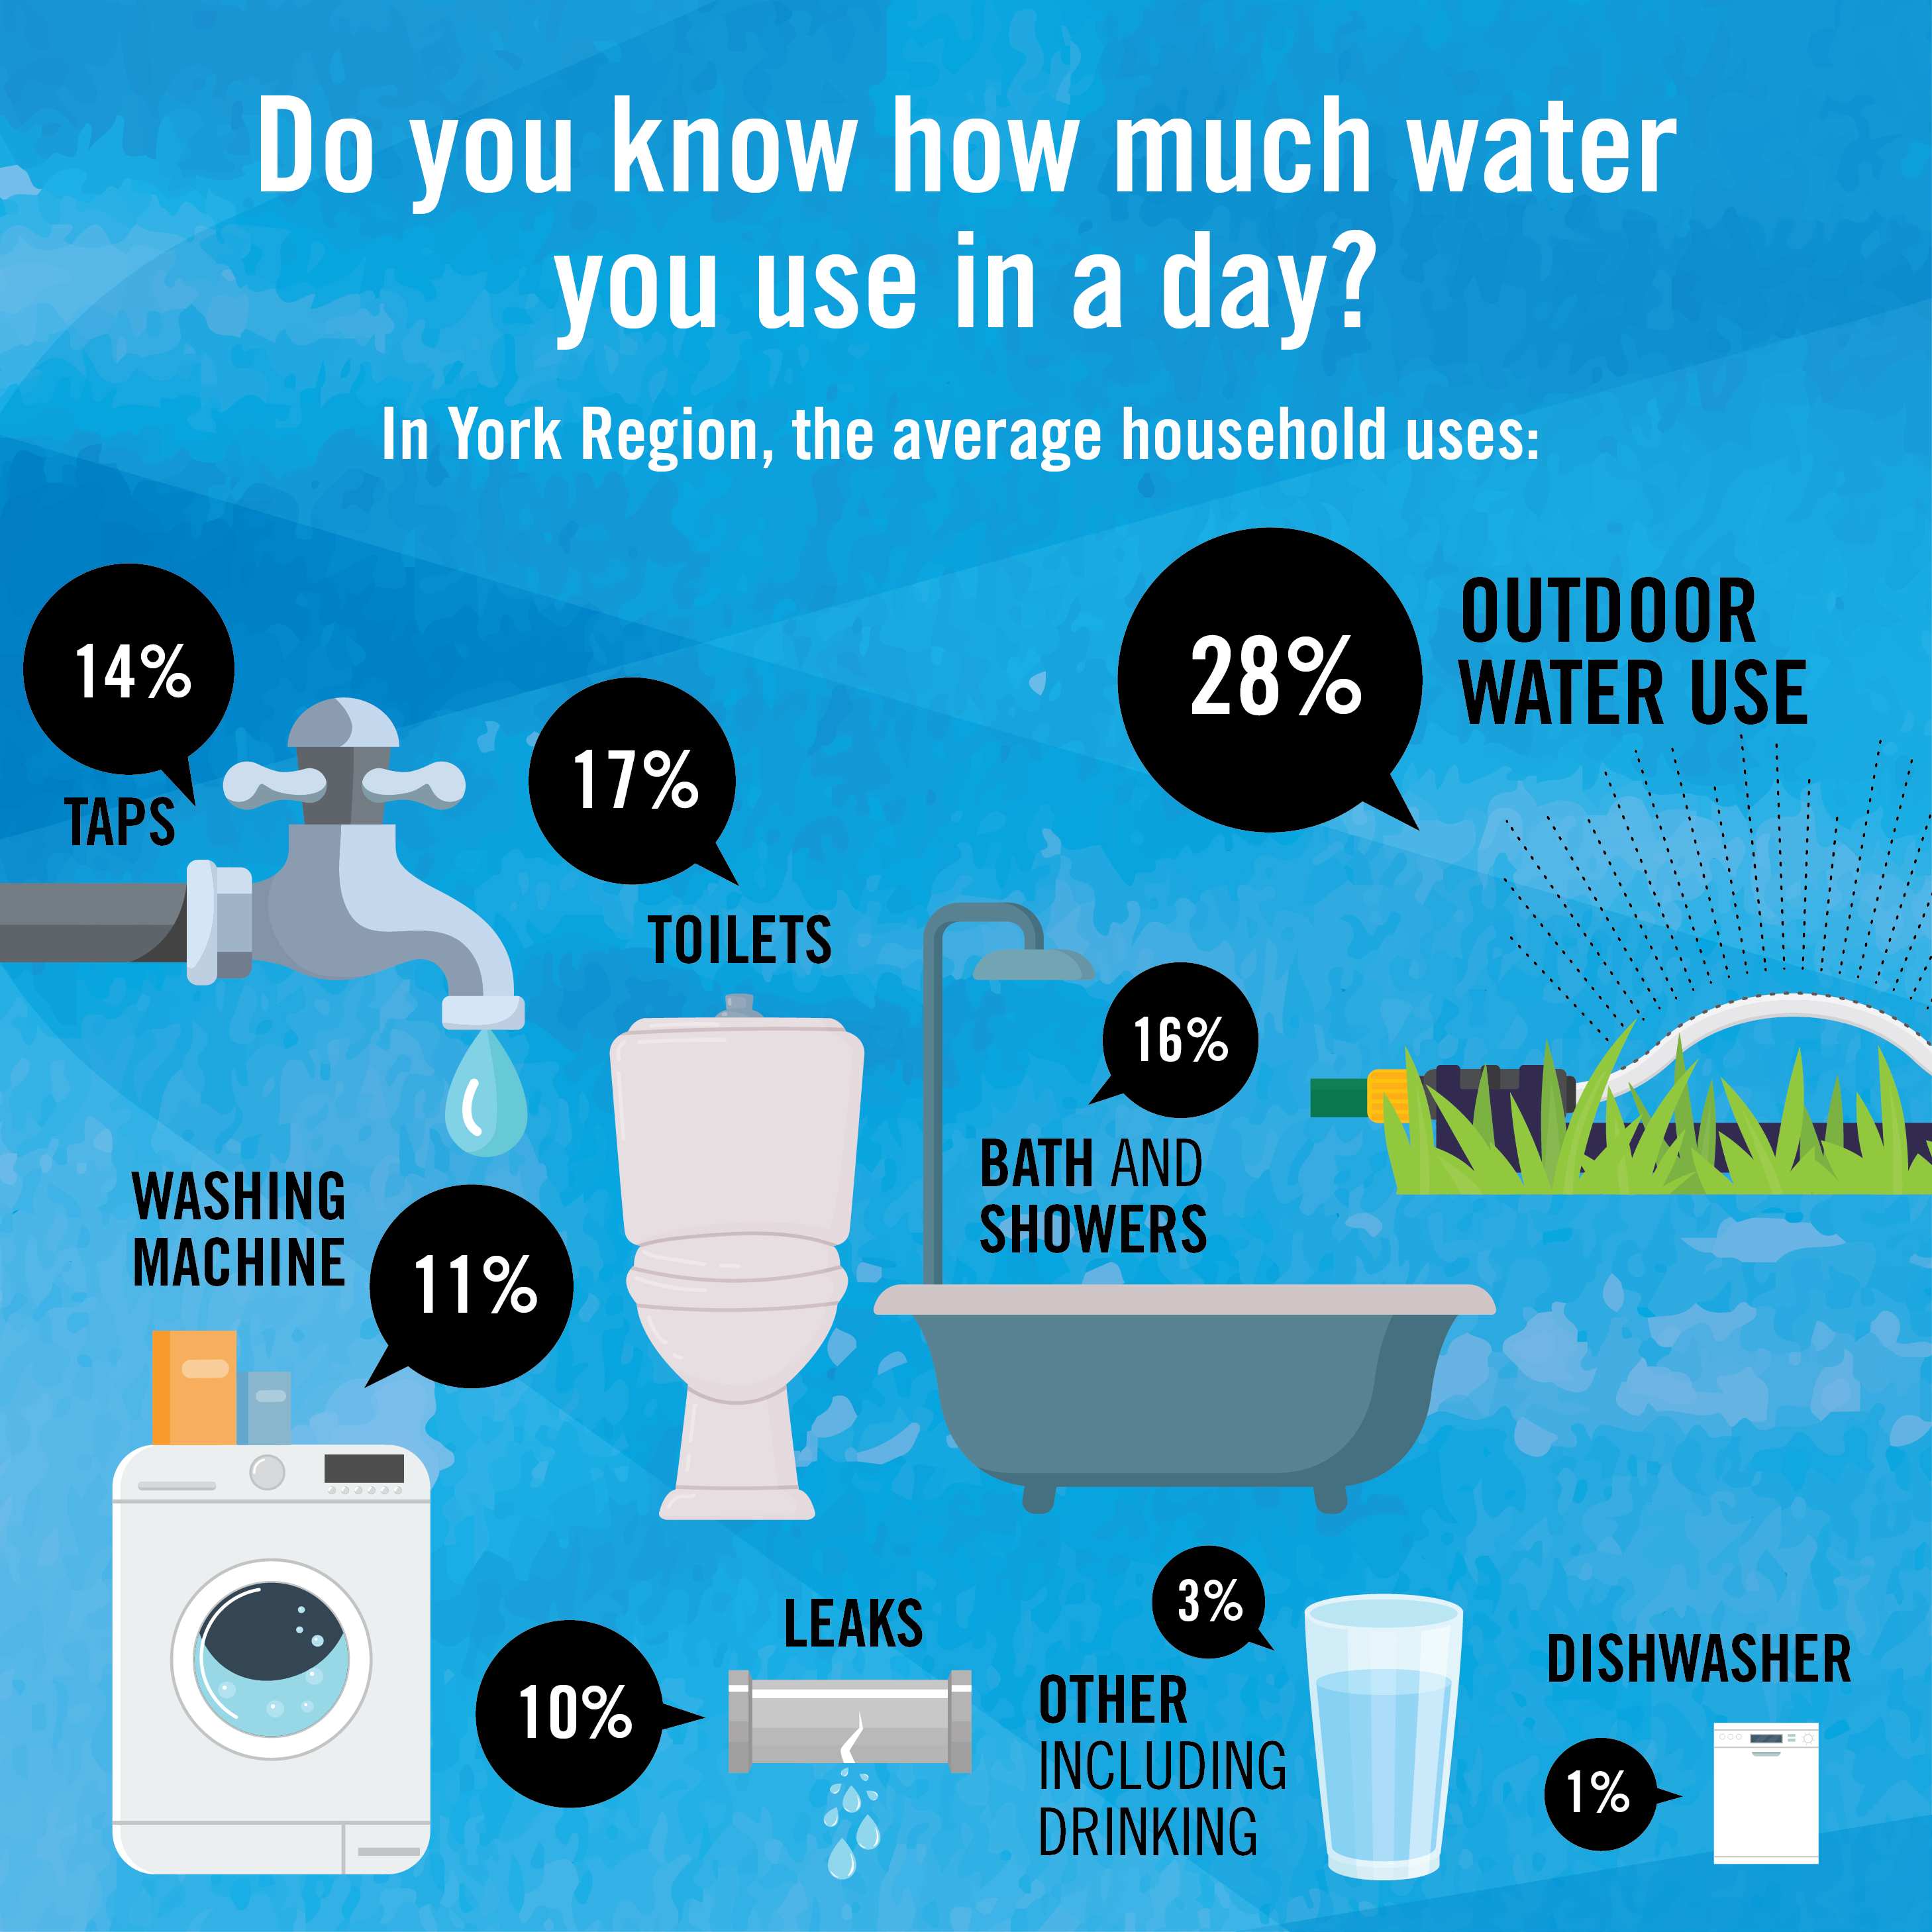 Do you know how much water
you use in a day?
In York Region, the average household uses:
14%
TAPS
17%
TOILETS
28%
OUTDOOR
WATER USE
16%
BATH AND
SHOWERS
WASHING
MACHINE
11%
10%
LEAKS
3%
OTHER
INCLUDING
DRINKING
DISHWASHER
1%